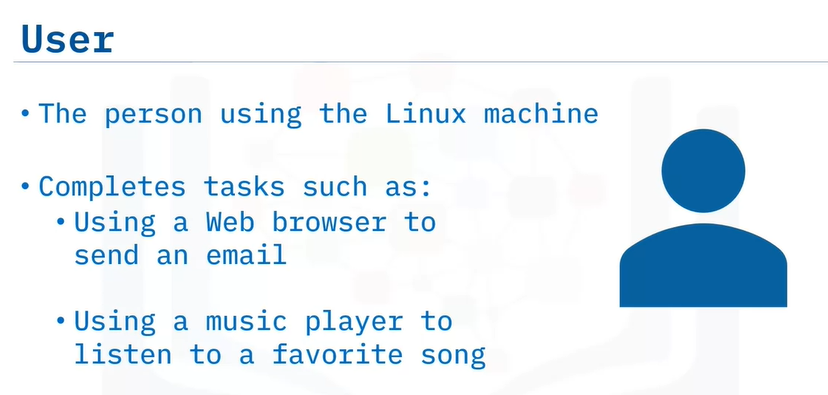 User
• The person using the Linux machine
• Completes tasks such as:
• Using a Web browser to
send an email
• Using a music player to
listen to a favorite song